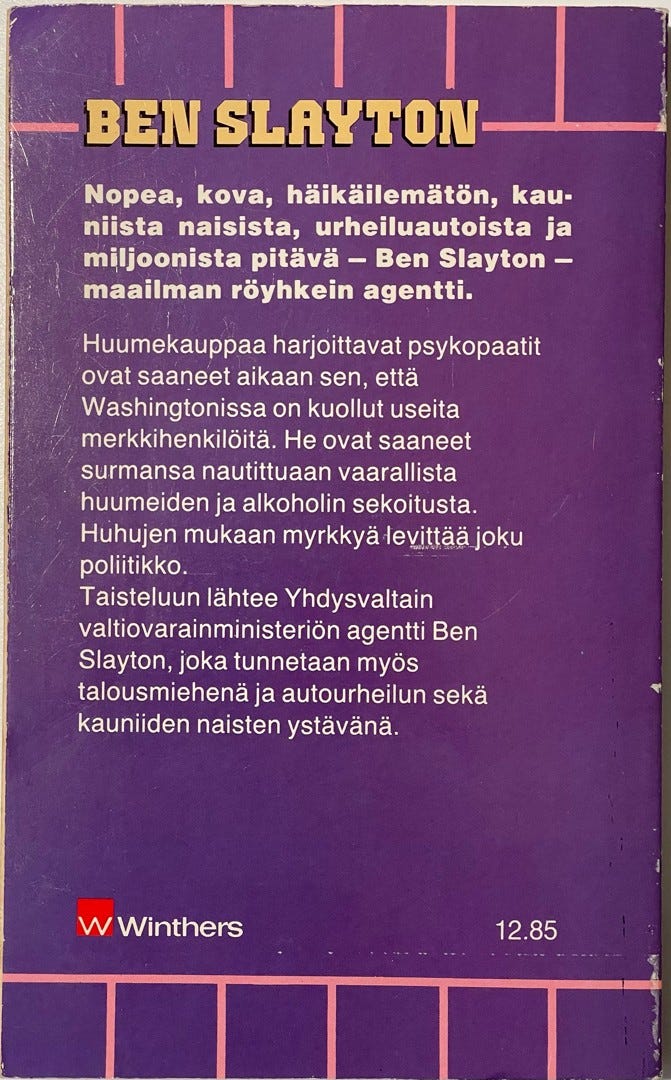 BEN SLAYTON
Nopea, kova, häikäilemätön, kau-
niista naisista, urheiluautoista ja
miljoonista pitävä – Ben Slayton –
maailman röyhkein agentti.
Huumekauppaa harjoittavat psykopaatit
ovat saaneet aikaan sen, että
Washingtonissa on kuollut useita
merkkihenkilöitä. He ovat saaneet
surmansa nautittuaan vaarallista
huumeiden ja alkoholin sekoitusta.
Huhujen mukaan myrkkyä levittää joku
poliitikko.
Taisteluun lähtee Yhdysvaltain
valtiovarainministeriön agentti Ben
Slayton, joka tunnetaan myös
talousmiehenä ja autourheilun sekä
kauniiden naisten ystävänä.
W Winthers
12.85